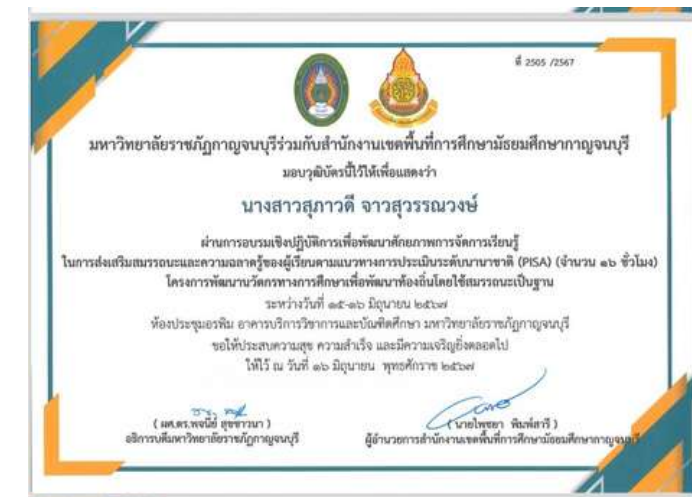 ที่ 2505 /2567
มหาวิทยาลัยราชภัฏกาญจนบุรีร่วมกับสำนักงานเขตพื้นที่การศึกษามัธยมศึกษากาญจนบุรี
มอบวุฒิบัตรนี้ไว้ให้เพื่อแสดงว่า
นางสาวสุภาวดี จาวสุวรรณวงษ์
ผ่านการอบรมเชิงปฏิบัติการเพื่อพัฒนาศักยภาพการจัดการเรียนรู้
ในการส่งเสริมสมรรถนะและความฉลาดรู้ของผู้เรียนตามแนวทางการประเมินระดับนานาชาติ (PISA) (จำนวน ๑๖ ชั่วโมง)
โครงการพัฒนานวัตกรทางการศึกษาเพื่อพัฒนาท้องถิ่นโดยใช้สมรรถนะเป็นฐาน
ระหว่างวันที่ ๑๕-๑๖ มิถุนายน ๒๕๖๗
ห้องประชุมอรพิม อาคารบริการวิชาการและบัณฑิตศึกษา มหาวิทยาลัยราชภัฏกาญจนบุรี
ขอให้ประสบความสุข ความสำเร็จ และมีความเจริญยิ่งตลอดไป
ให้ไว้ ณ วันที่ ๑๖ มิถุนายน พุทธศักราช ๒๕๖๗
( ผศ.ดร.พจนีย์ สุขชาวนา )
อธิการบดีมหาวิทยาลัยราชภัฏกาญจนบุรี
( นายไพชยา พิมพ์สารี )
ผู้อำนวยการสำนักงานเขตพื้นที่การศึกษามัธยมศึกษากาญจนบุรี